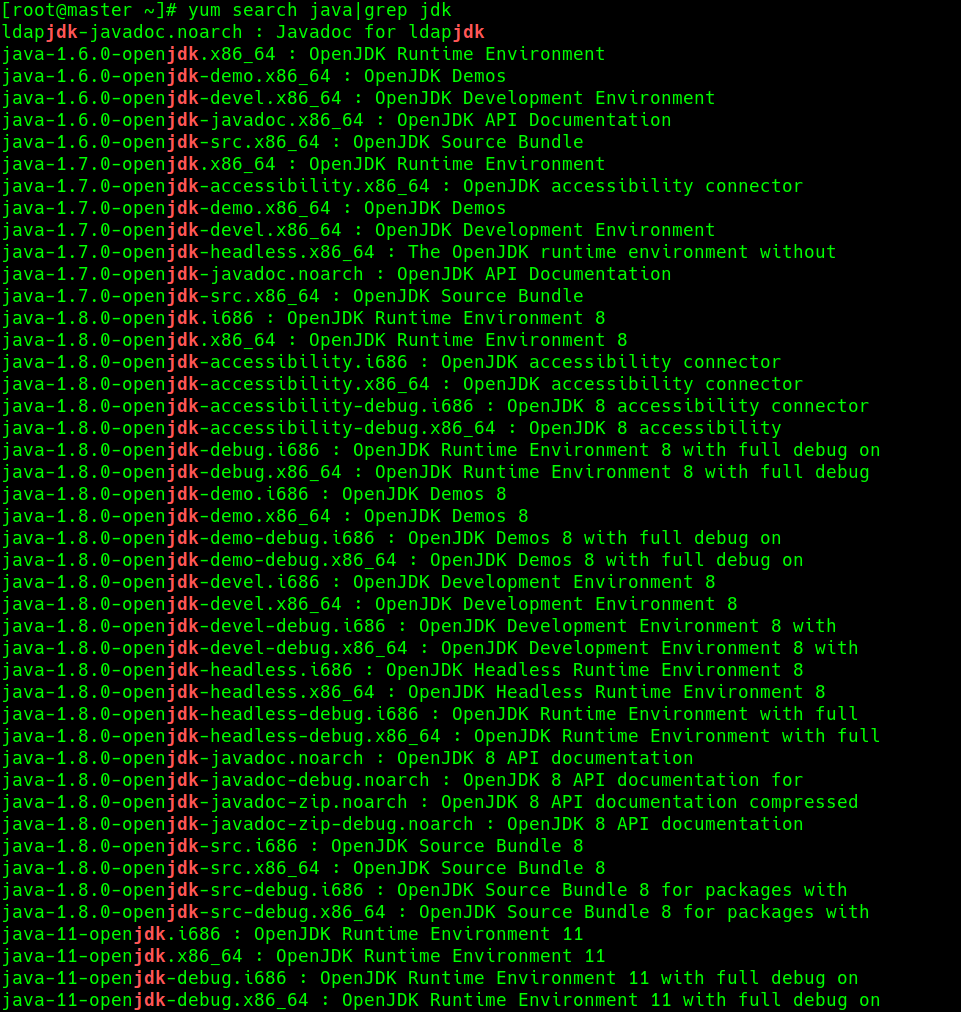 [root@master ~]# yum search java|grep jdk
ldapjdk-javadoc.noarch : Javadoc for ldapjdk
java-1.6.0-openjdk.x86_64 : OpenJDK Runtime Environment
java-1.6.0-openjdk-demo.x86_64 : OpenJDK Demos
java-1.6.0-openjdk-devel.x86_64 : OpenJDK Development Environment
java-1.6.0-openjdk-javadoc.x86_64 : OpenJDK API Documentation
java-1.6.0-openjdk-src.x86_64 : OpenJDK Source Bundle
java-1.7.0-openjdk.x86_64 : OpenJDK Runtime Environment
java-1.7.0-openjdk-accessibility.x86_64 : OpenJDK accessibility connector
java-1.7.0-openjdk-demo.x86_64 : OpenJDK Demos
java-1.7.0-openjdk-devel.x86_64 : OpenJDK Development Environment
java-1.7.0-openjdk-headless.x86_64 : The OpenJDK runtime environment without
java-1.7.0-openjdk-javadoc.noarch : OpenJDK API Documentation
java-1.7.0-openjdk-src.x86_64 : OpenJDK Source Bundle
java-1.8.0-openjdk.i686 : OpenJDK Runtime Environment 8
java-1.8.0-openjdk.x86_64 : OpenJDK Runtime Environment 8
java-1.8.0-openjdk-accessibility.i686 : OpenJDK accessibility connector
java-1.8.0-openjdk-accessibility.x86_64 : OpenJDK accessibility connector
java-1.8.0-openjdk-accessibility-debug.i686 : OpenJDK 8 accessibility connector
java-1.8.0-openjdk-accessibility-debug.x86_64 : OpenJDK 8 accessibility
java-1.8.0-openjdk-debug.i686 : OpenJDK Runtime Environment 8 with full debug on
java-1.8.0-openjdk-debug.x86_64 : OpenJDK Runtime Environment 8 with full debug
java-1.8.0-openjdk-demo.i686 : OpenJDK Demos 8
java-1.8.0-openjdk-demo.x86_64 : OpenJDK Demos 8
java-1.8.0-openjdk-demo-debug.i686 : OpenJDK Demos 8 with full debug on
java-1.8.0-openjdk-demo-debug.x86_64 : OpenJDK Demos 8 with full debug on
java-1.8.0-openjdk-devel.i686 : OpenJDK Development Environment 8
java-1.8.0-openjdk-devel.x86_64 : OpenJDK Development Environment 8
java-1.8.0-openjdk-devel-debug.i686 : OpenJDK Development Environment 8 with
java-1.8.0-openjdk-devel-debug.x86_64 : OpenJDK Development Environment 8 with
java-1.8.0-openjdk-headless.i686 : OpenJDK Headless Runtime Environment 8
java-1.8.0-openjdk-headless.x86_64 : OpenJDK Headless Runtime Environment 8
java-1.8.0-openjdk-headless-debug.i686 : OpenJDK Runtime Environment with full
java-1.8.0-openjdk-headless-debug.x86_64 : OpenJDK Runtime Environment with full
java-1.8.0-openjdk-javadoc.noarch : OpenJDK 8 API documentation
java-1.8.0-openjdk-javadoc-debug.noarch : OpenJDK 8 API documentation for
java-1.8.0-openjdk-javadoc-zip.noarch : OpenJDK 8 API documentation compressed
java-1.8.0-openjdk-javadoc-zip-debug.noarch : OpenJDK 8 API documentation
java-1.8.0-openjdk-src.i686 : OpenJDK Source Bundle 8
java-1.8.0-openjdk-src.x86_64 : OpenJDK Source Bundle 8
java-1.8.0-openjdk-src-debug.i686 : OpenJDK Source Bundle 8 for packages with
java-1.8.0-openjdk-src-debug.x86_64 : OpenJDK Source Bundle 8 for packages with
java-11-openjdk.i686 : OpenJDK Runtime Environment 11
java-11-openjdk.x86_64 : OpenJDK Runtime Environment 11
java-11-openjdk-debug.i686 : OpenJDK Runtime Environment 11 with full debug on
java-11-openjdk-debug.x86_64 : OpenJDK Runtime Environment 11 with full debug on